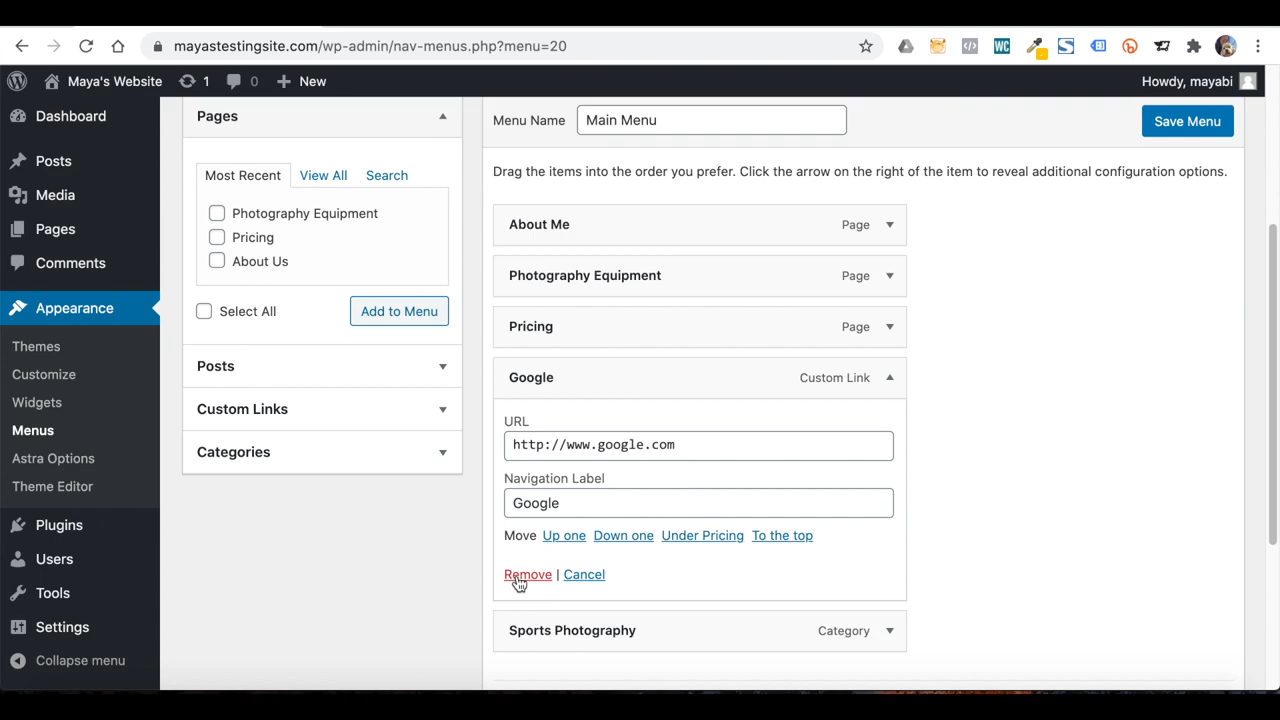 mayastestingsite.com/wp-admin/nav-menus.php?menu=20
Maya's Website 1 0 New Howdy, mayabi
Dashboard
Posts
Media
Pages
Comments
Appearance
Themes
Customize
Widgets
Menus
Astra Options
Theme Editor
Plugins
Users
Tools
Settings
Collapse menu
Pages
Most Recent View All Search
Photography Equipment
Pricing
About Us
Select All Add to Menu
Posts
Custom Links
Categories
Menu Name Main Menu Save Menu
Drag the items into the order you prefer. Click the arrow on the right of the item to reveal additional configuration options.
About Me Page
Photography Equipment Page
Pricing Page
Google Custom Link
URL
http://www.google.com
Navigation Label
Google
Move Up one Down one Under Pricing To the top
Remove | Cancel
Sports Photography Category